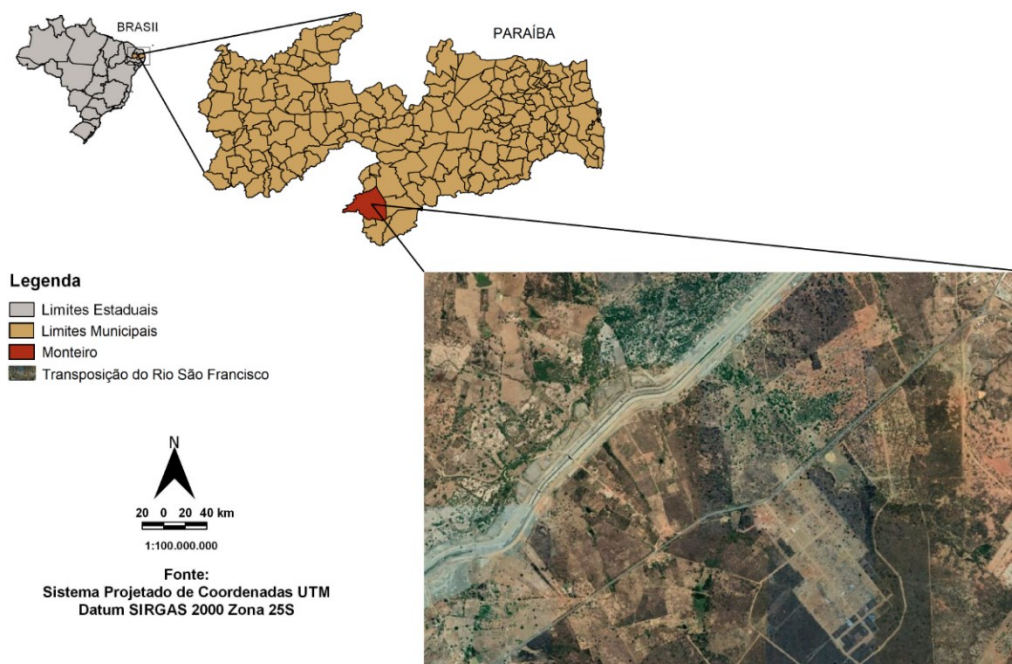 BRASIl
PARAÍBA
Legenda
Limites Estaduais
Limites Municipais
Monteiro
Transposição do Rio São Francisco
N
20 0 20 40 km
1:100.000.000
Fonte:
Sistema Projetado de Coordenadas UTM
Datum SIRGAS 2000 Zona 25S